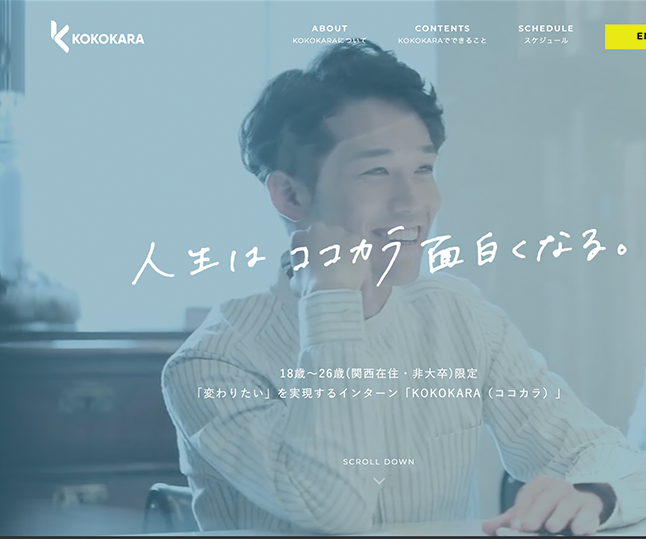 KOKOKARA
ABOUT
KOKOKARAについて
CONTENTS
KOKOKARAでできること
SCHEDULE
スケジュール
人生は ココカラ 面白くなる。
18歳〜26歳(関西在住・非大卒)限定
「変わりたい」を実現するインターン「KOKOKARA（ココカラ）」
SCROLL DOWN